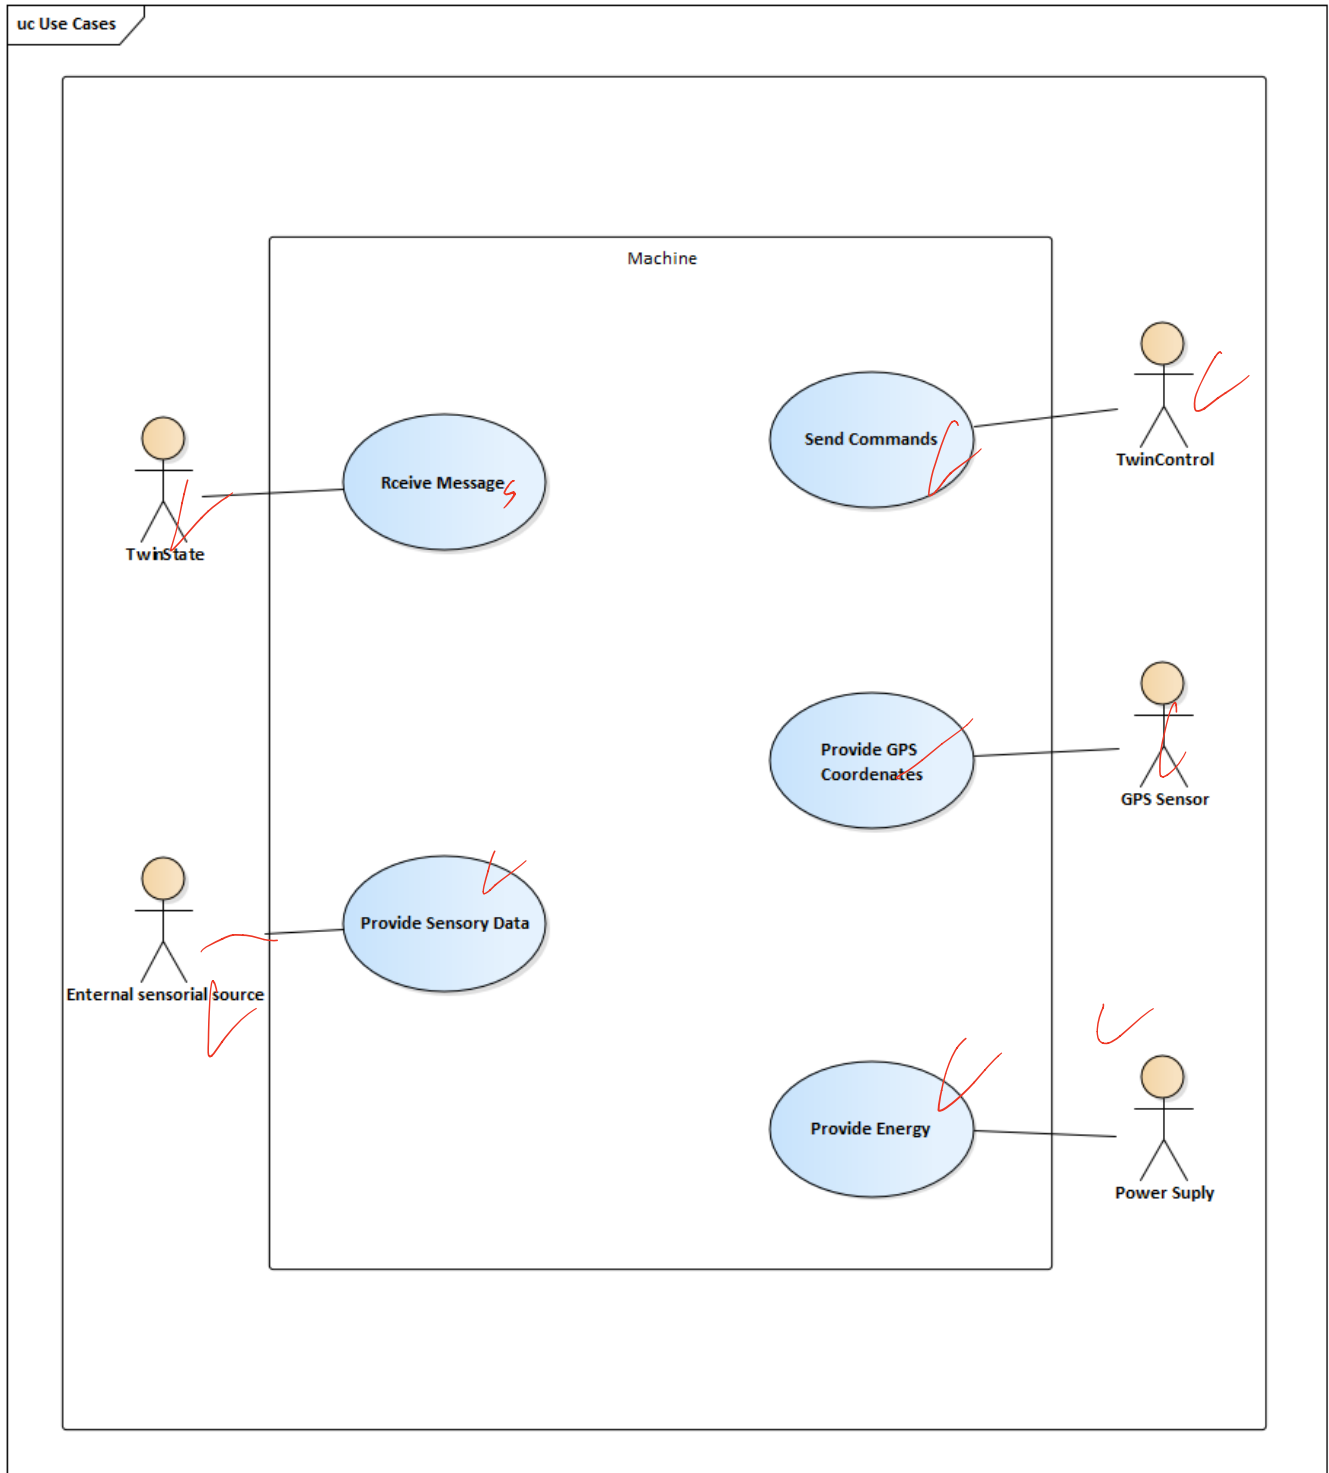 uc Use Cases
Machine
Send Commands
TwinControl
Rceive Messages
TwinState
Provide GPS
Coordenates
GPS Sensor
Provide Sensory Data
Enternal sensorial source
Provide Energy
Power Suply